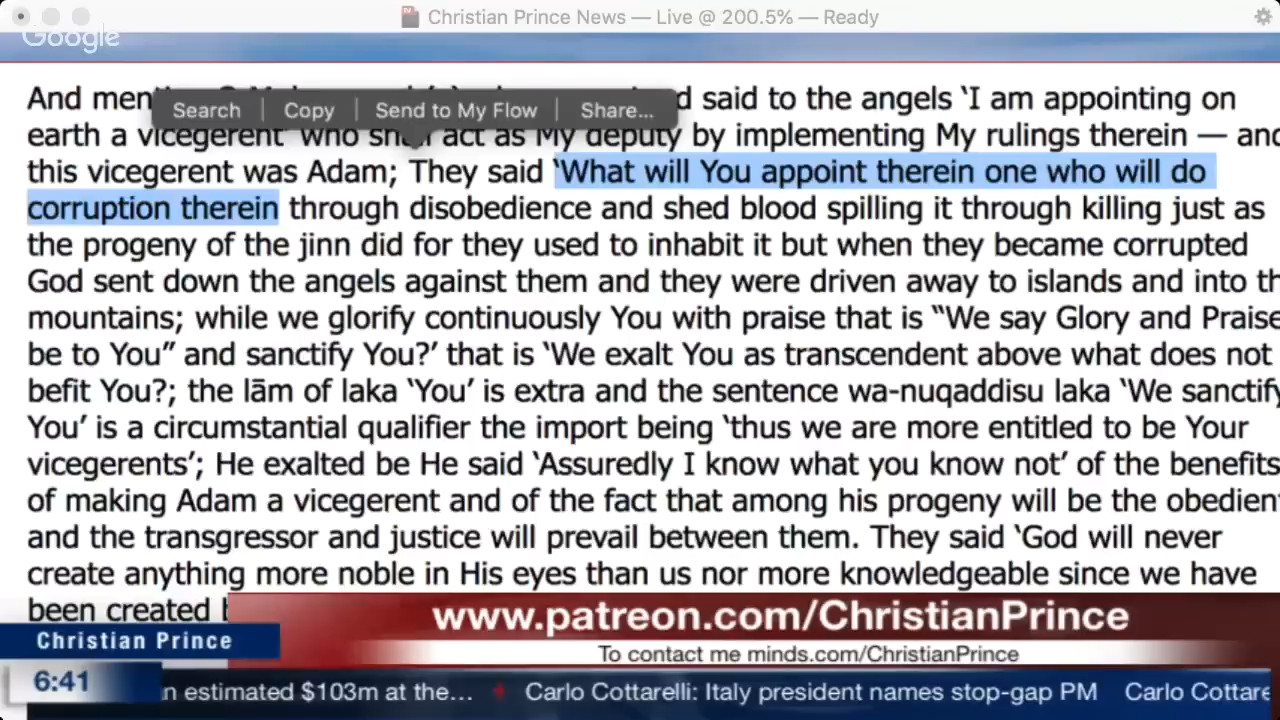 Christian Prince News — Live @ 200.5% — Ready
Google
And men d said to the angels ‘I am appointing on
Search Copy Send to My Flow Share...
earth a vicegerent’ who shall act as My deputy by implementing My rulings therein — and
this vicegerent was Adam; They said ‘What will You appoint therein one who will do
corruption therein through disobedience and shed blood spilling it through killing just as
the progeny of the jinn did for they used to inhabit it but when they became corrupted
God sent down the angels against them and they were driven away to islands and into th
mountains; while we glorify continuously You with praise that is “We say Glory and Praise
be to You” and sanctify You?’ that is ‘We exalt You as transcendent above what does not
befit You?; the lām of laka ‘You’ is extra and the sentence wa-nuqaddisu laka ‘We sanctify
You’ is a circumstantial qualifier the import being ‘thus we are more entitled to be Your
vicegerents’; He exalted be He said ‘Assuredly I know what you know not’ of the benefits
of making Adam a vicegerent and of the fact that among his progeny will be the obedient
and the transgressor and justice will prevail between them. They said ‘God will never
create anything more noble in His eyes than us nor more knowledgeable since we have
been created
www.patreon.com/ChristianPrince
Christian Prince
To contact me minds.com/ChristianPrince
6:41
n estimated $103m at the... Carlo Cottarelli: Italy president names stop-gap PM Carlo Cottare